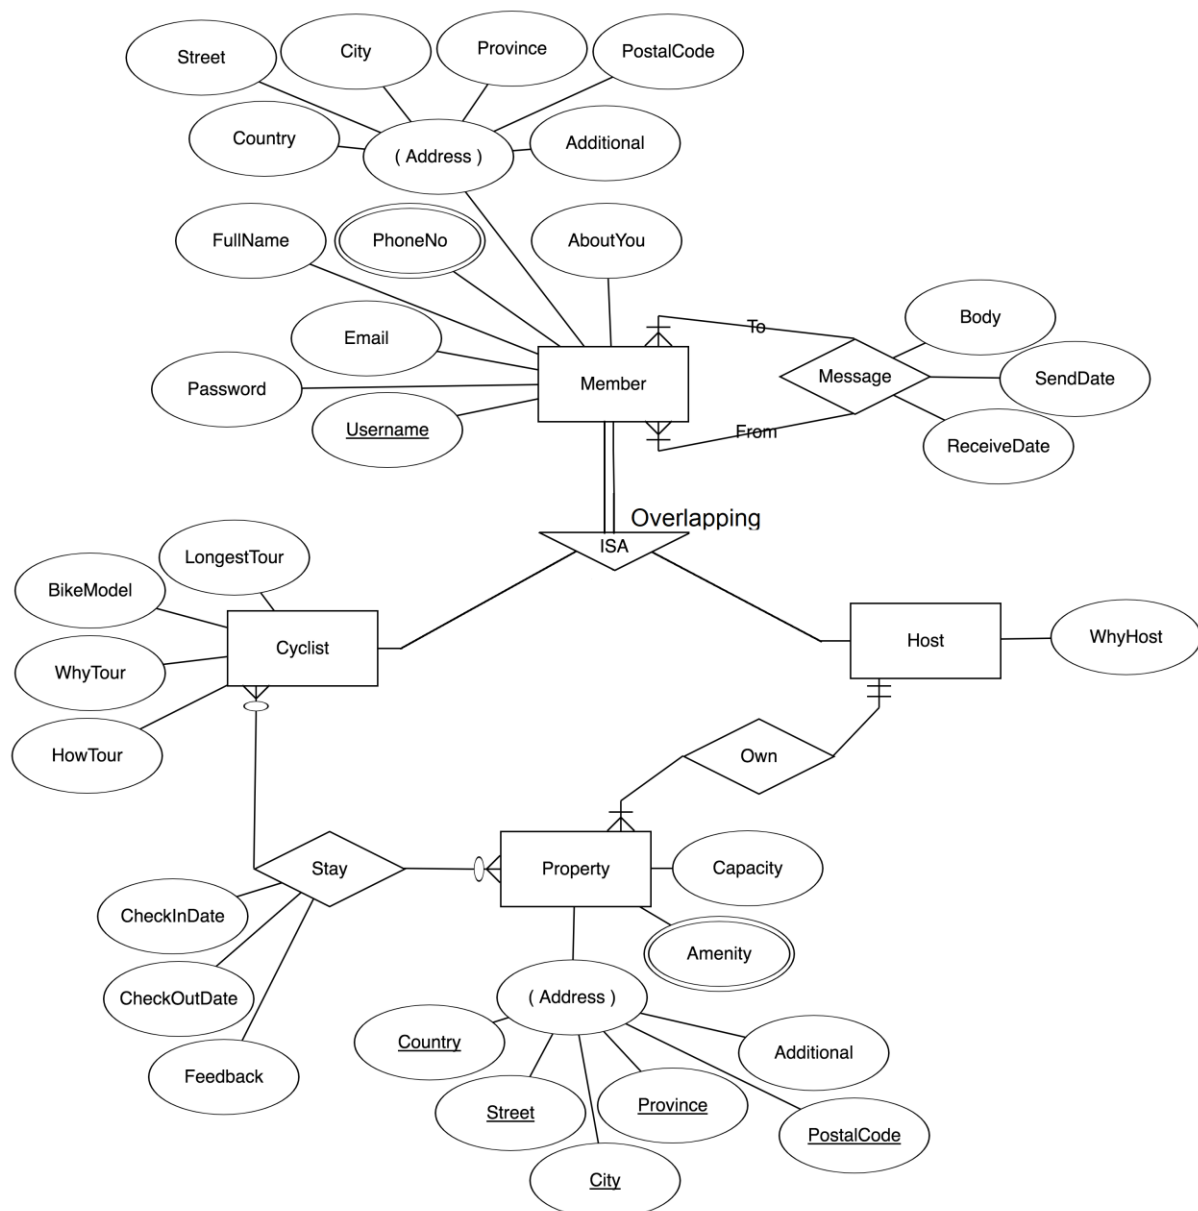 Street
City
Province
PostalCode
Country
( Address )
Additional
FullName
PhoneNo
AboutYou
Email
Password
Username
Member
To
From
Message
Body
SendDate
ReceiveDate
Overlapping
ISA
LongestTour
BikeModel
WhyTour
HowTour
Cyclist
Host
WhyHost
Own
Stay
Property
Capacity
Amenity
CheckInDate
CheckOutDate
Feedback
( Address )
Country
Street
Province
Additional
PostalCode
City